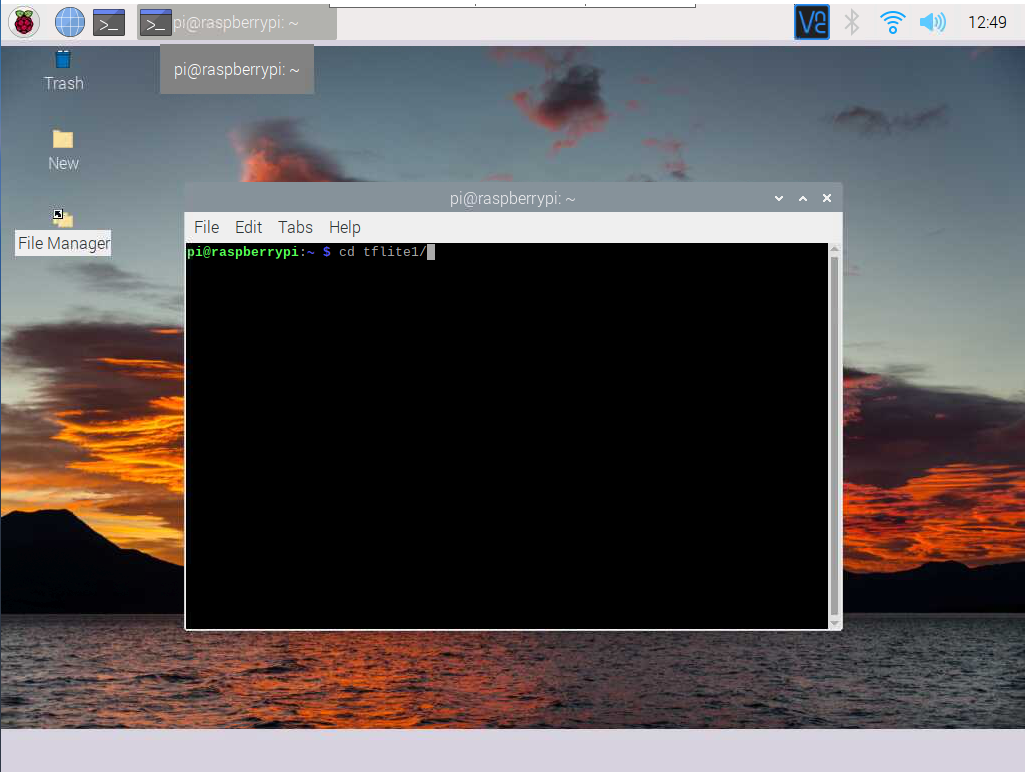 pi@raspberrypi: ~
12:49
pi@raspberrypi: ~
Trash
New
File Manager
pi@raspberrypi: ~
File Edit Tabs Help
pi@raspberrypi:~ $ cd tflite1/